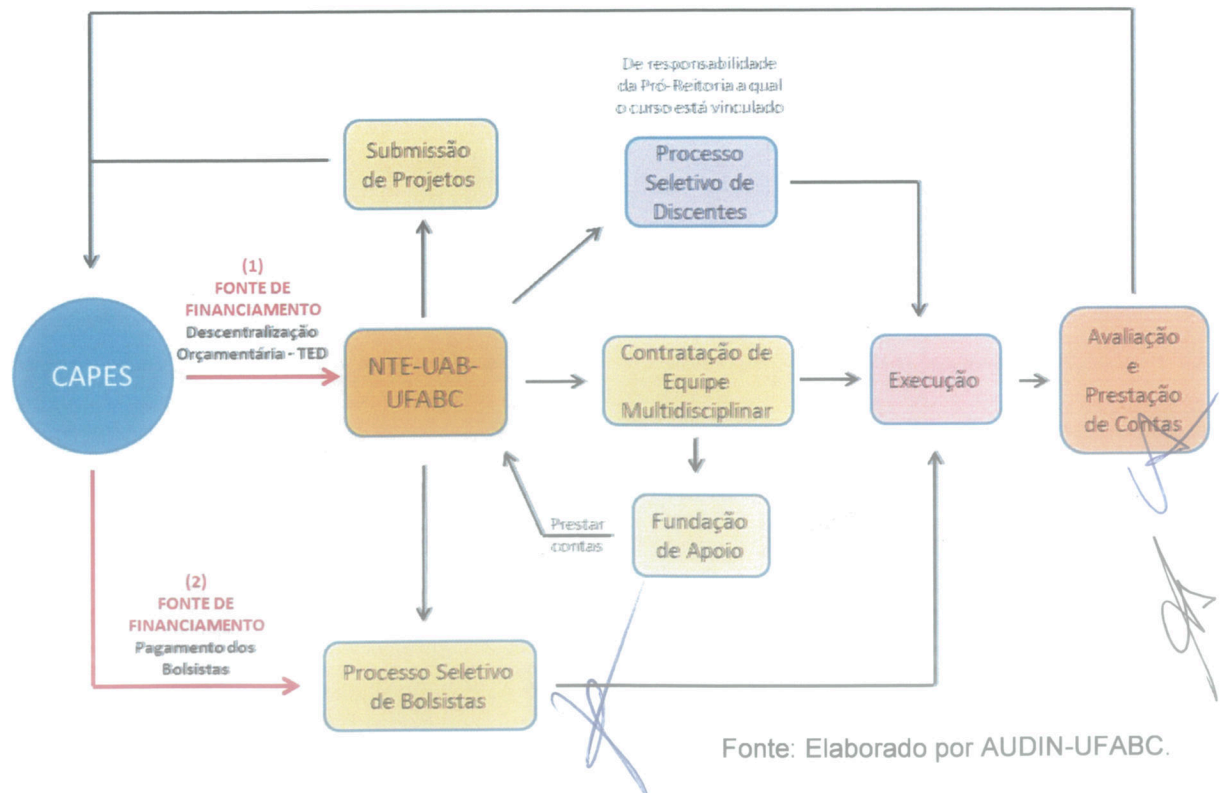 De responsabilidade
da Pró-Reitoria a qual
o curso está vinculado
Submissão
de Projetos
Processo
Seletivo de
Discentes
(1)
FONTE DE
FINANCIAMENTO
Descentralização
Orçamentária - TED
CAPES
NTE-UAB-
UFABC
Contratação de
Equipe
Multidisciplinar
Execução
Avaliação
e
Prestação
de Contas
Prestar
contas
Fundação
de Apoio
(2)
FONTE DE
FINANCIAMENTO
Pagamento dos
Bolsistas
Processo Seletivo
de Bolsistas
Fonte: Elaborado por AUDIN-UFABC.